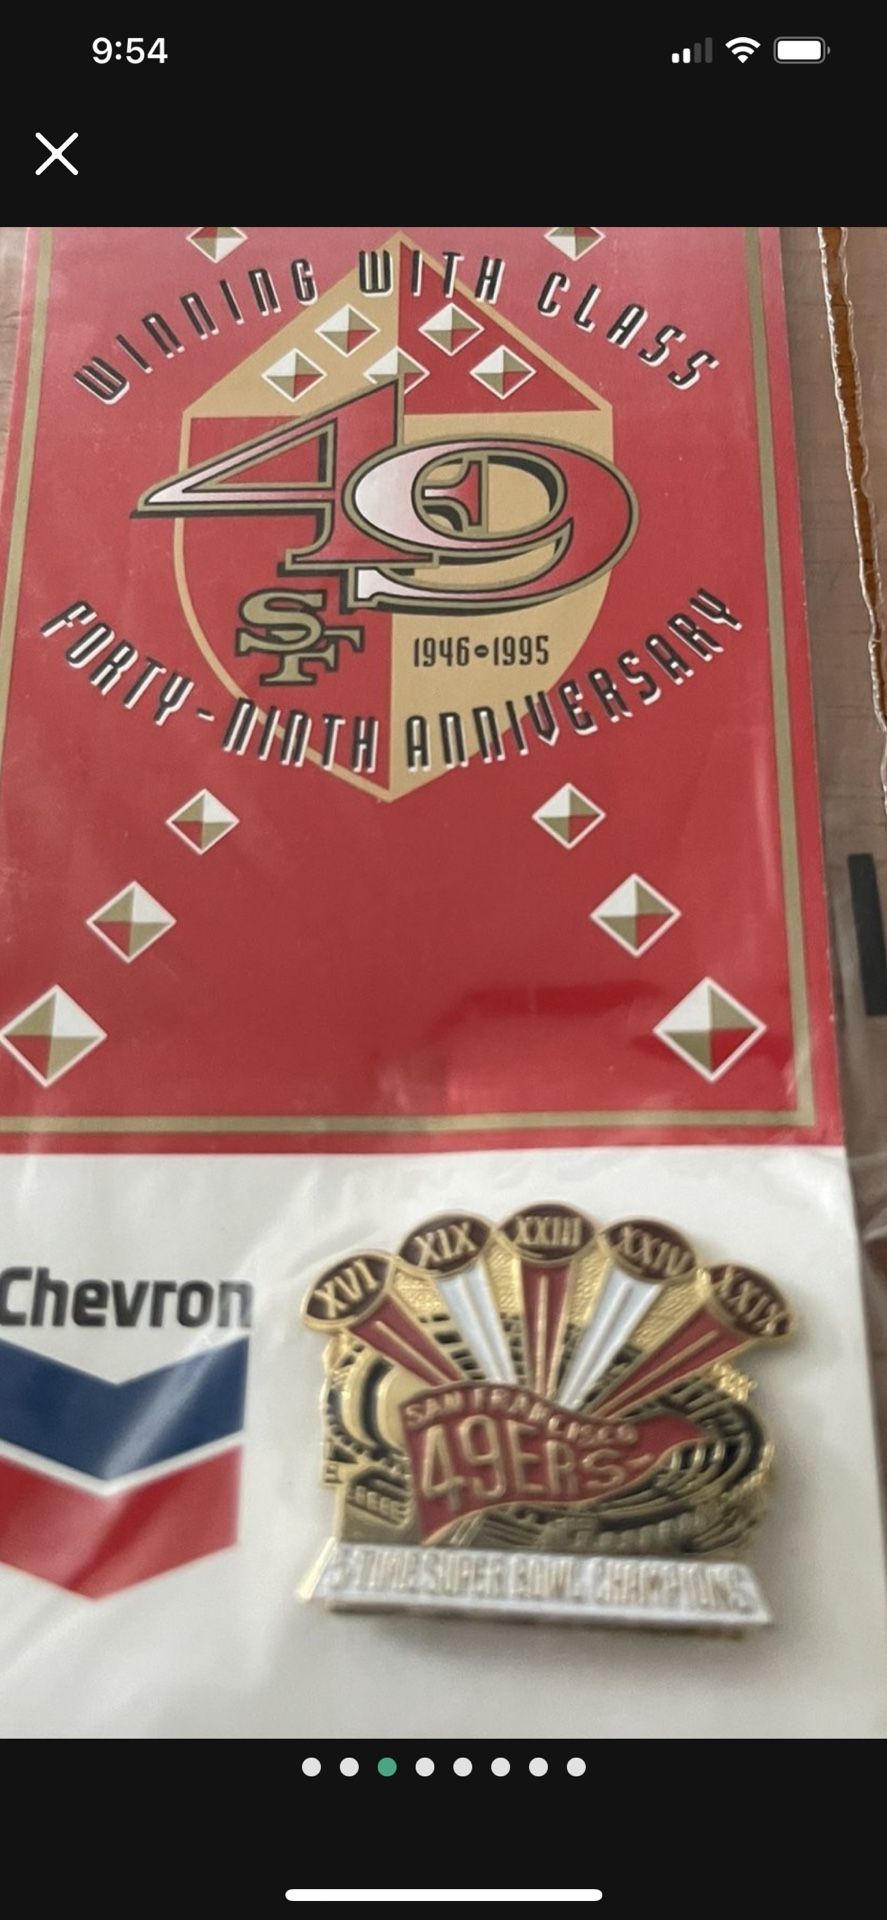 9:54
WINNING WITH CLASS
49
SF
1946-1995
FORTY-NINTH ANNIVERSARY
Chevron
XVI XIX XXIII XXIV XXIX
SAN FRANCISCO
49ERS
5-TIME SUPER BOWL CHAMPIONS